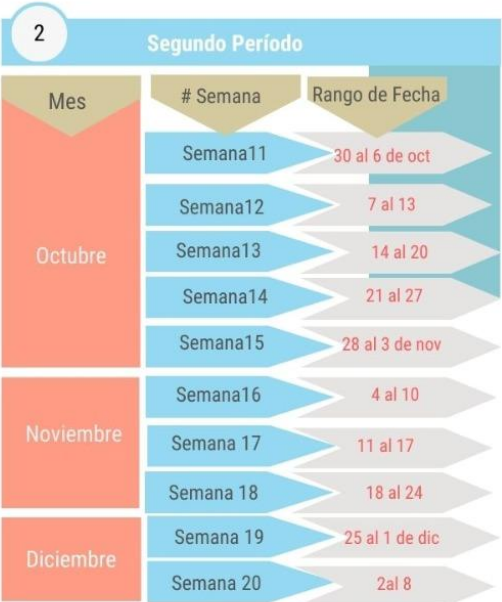 2
Segundo Período
Mes
# Semana
Rango de Fecha
Octubre
Semana11
30 al 6 de oct
Semana12
7 al 13
Semana13
14 al 20
Semana14
21 al 27
Semana15
28 al 3 de nov
Noviembre
Semana16
4 al 10
Semana 17
11 al 17
Semana 18
18 al 24
Diciembre
Semana 19
25 al 1 de dic
Semana 20
2al 8